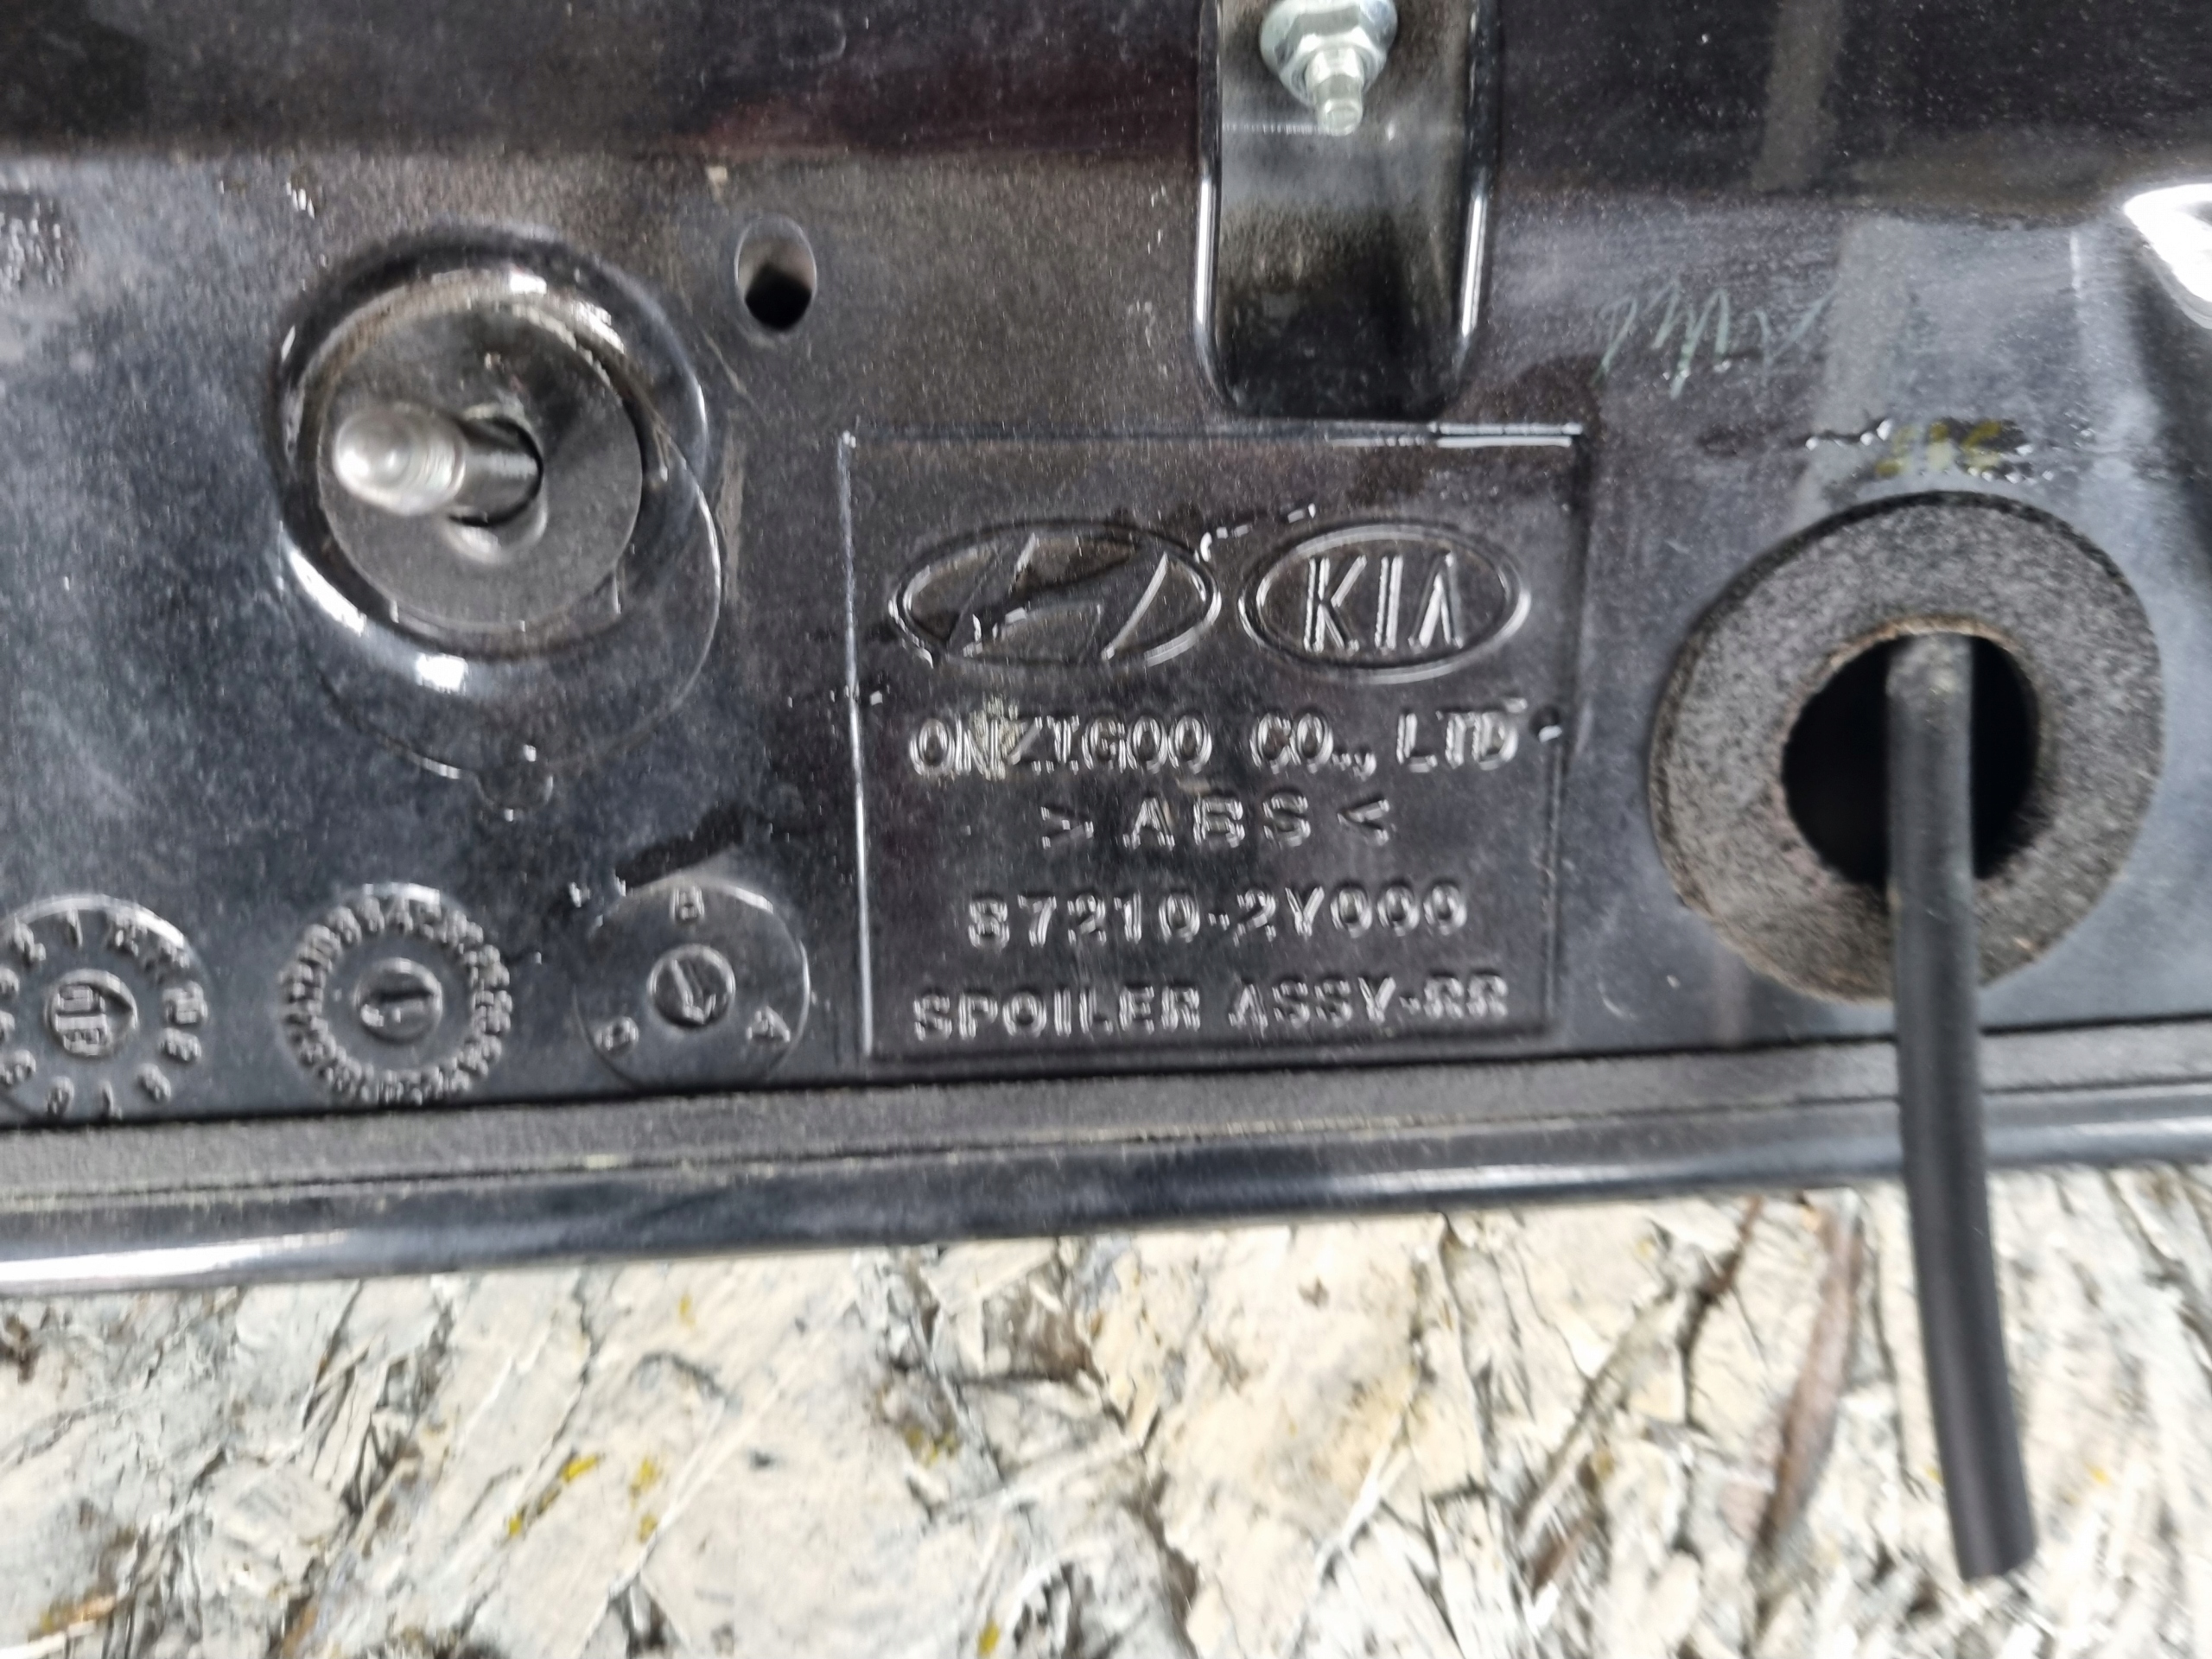 KIA
ONZIGOO CO., LTD
> ABS <
87210-2Y000
SPOILER ASSY-RR
B